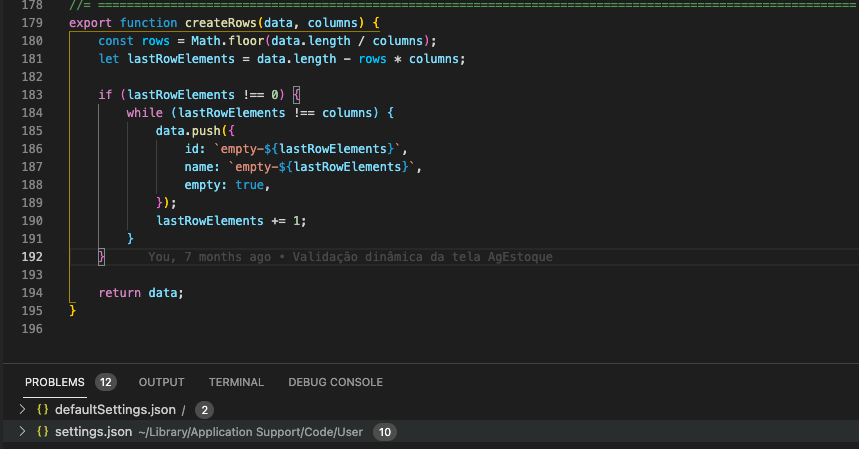 178 //= ==========================================================================================================
179 export function createRows(data, columns) {
180 const rows = Math.floor(data.length / columns);
181 let lastRowElements = data.length - rows * columns;
182
183 if (lastRowElements !== 0) {
184 while (lastRowElements !== columns) {
185 data.push({
186 id: `empty-${lastRowElements}`,
187 name: `empty-${lastRowElements}`,
188 empty: true,
189 });
190 lastRowElements += 1;
191 }
192 } You, 7 months ago • Validação dinâmica da tela AgEstoque
193
194 return data;
195 }
196
PROBLEMS 12 OUTPUT TERMINAL DEBUG CONSOLE
{} defaultSettings.json / 2
{} settings.json ~/Library/Application Support/Code/User 10